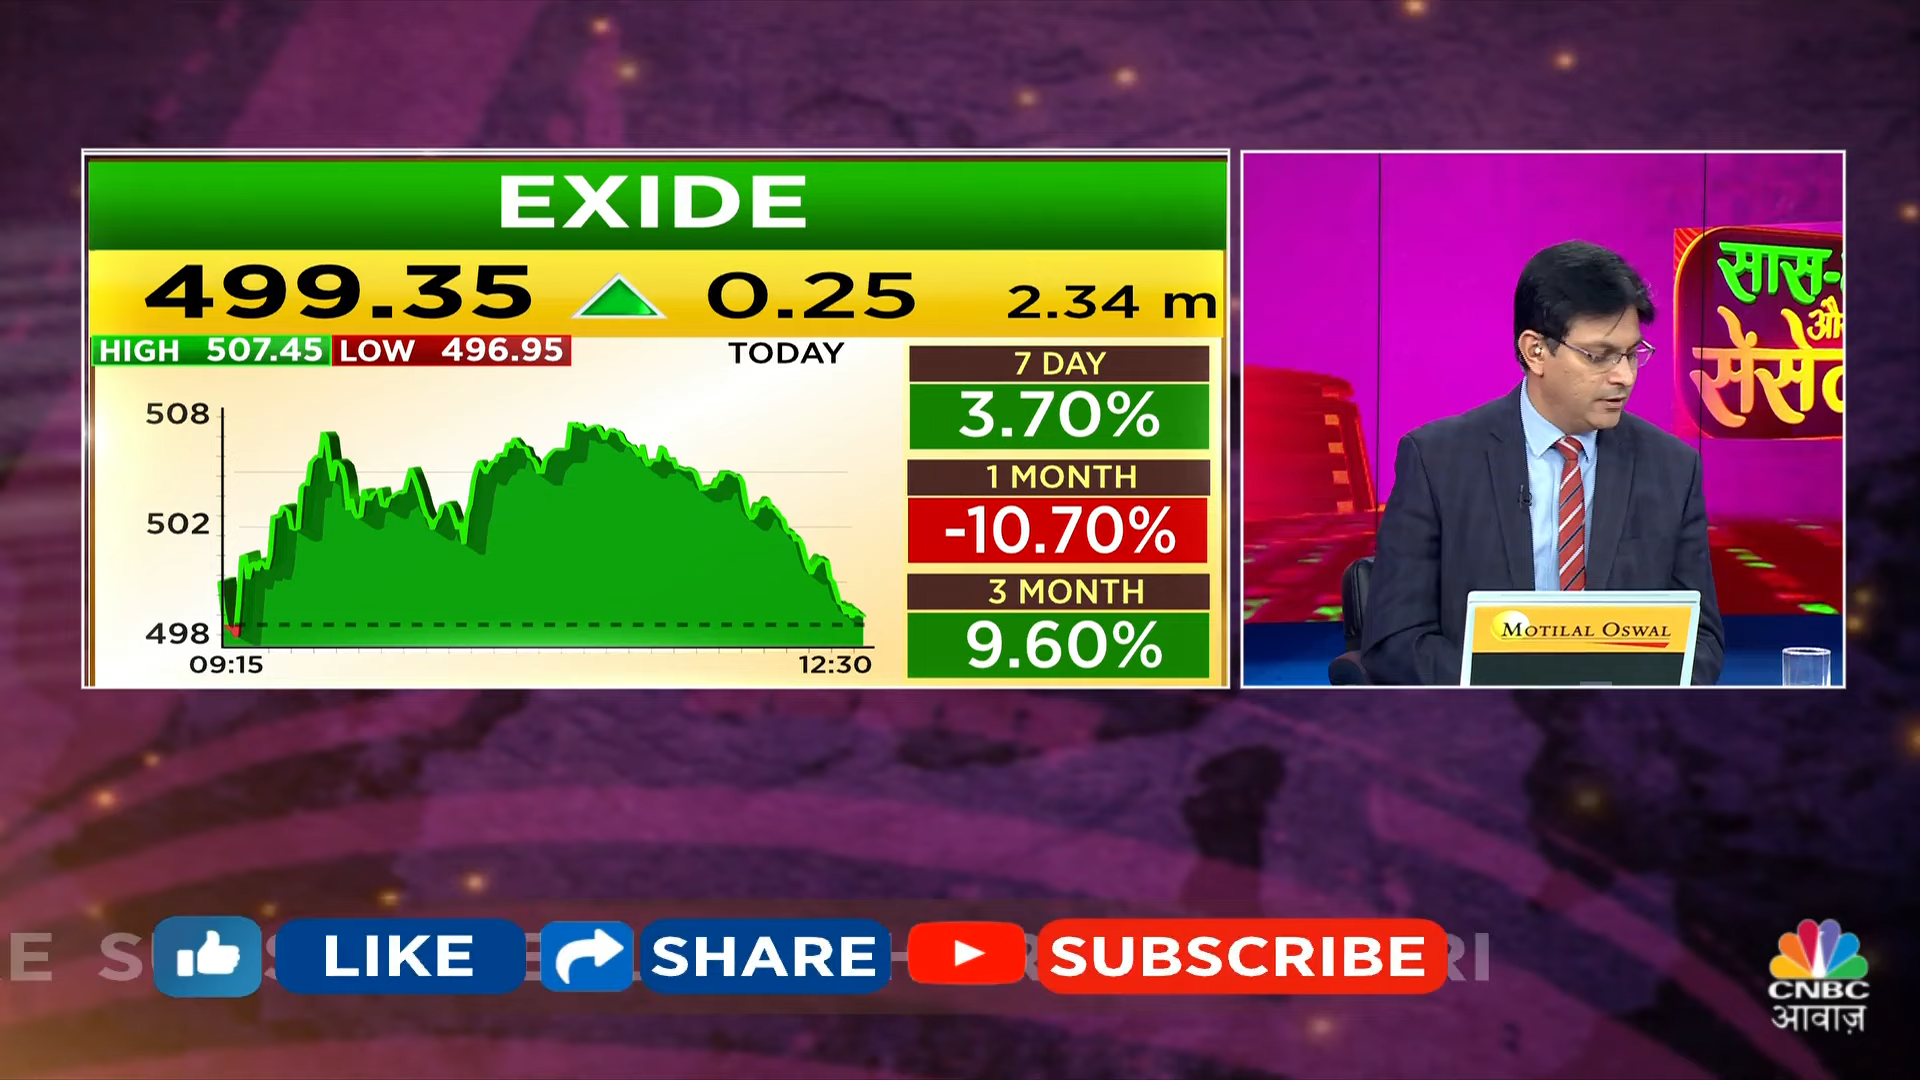 EXIDE
499.35 0.25 2.34 m
HIGH 507.45 LOW 496.95 TODAY
508
502
498
09:15 12:30
7 DAY
3.70%
1 MONTH
-10.70%
3 MONTH
9.60%
सास-
और
MOTILAL OSWAL
LIKE SHARE SUBSCRIBE
CNBC
आवाज़